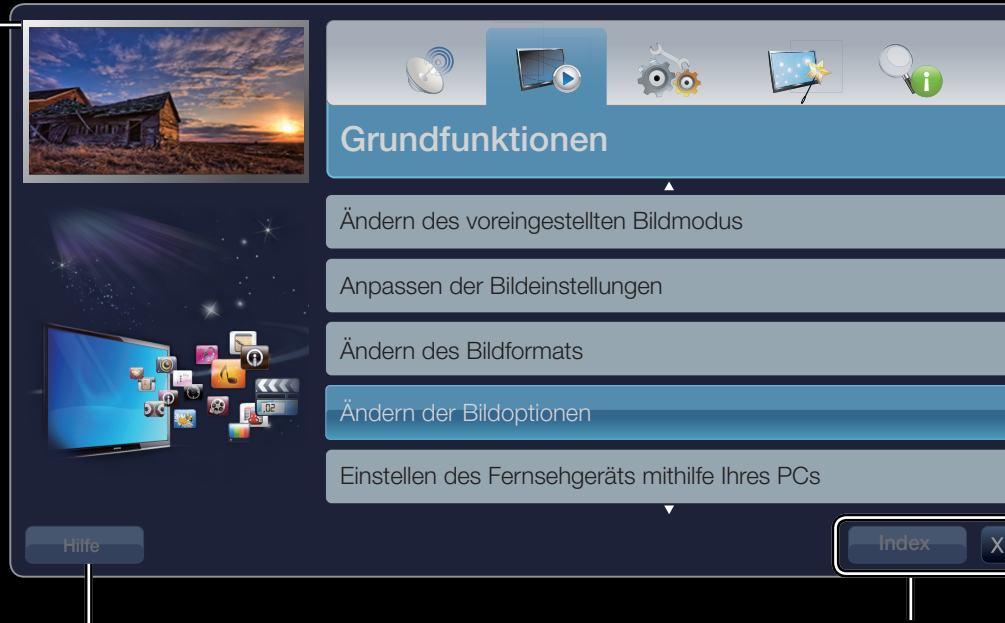 Grundfunktionen
Ändern des voreingestellten Bildmodus
Anpassen der Bildeinstellungen
Ändern des Bildformats
Ändern der Bildoptionen
Einstellen des Fernsehgeräts mithilfe Ihres PCs
Hilfe
Index X